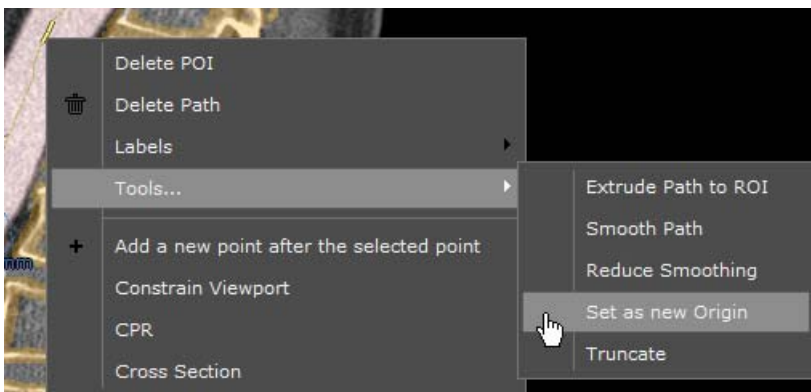 Delete POI
Delete Path
Labels
Tools...
Add a new point after the selected point
Constrain Viewport
CPR
Cross Section
Extrude Path to ROI
Smooth Path
Reduce Smoothing
Set as new Origin
Truncate
mm